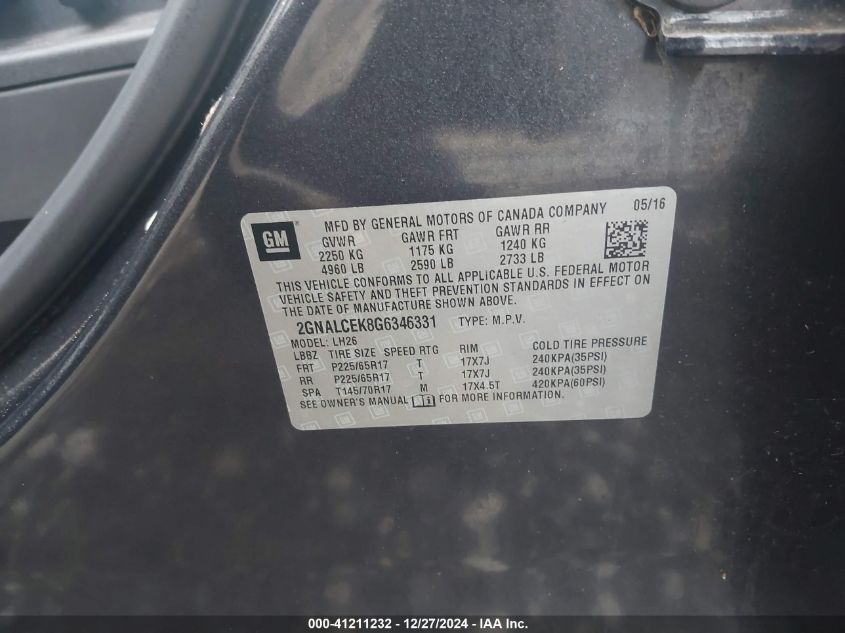 GM
MFD BY GENERAL MOTORS OF CANADA COMPANY 05/16
GVWR GAWR FRT GAWR RR
2250 KG 1175 KG 1240 KG
4960 LB 2590 LB 2733 LB
THIS VEHICLE CONFORMS TO ALL APPLICABLE U.S. FEDERAL MOTOR
VEHICLE SAFETY AND THEFT PREVENTION STANDARDS IN EFFECT ON
THE DATE OF MANUFACTURE SHOWN ABOVE.
2GNALCEK8G6346331 TYPE: M.P.V.
MODEL: LH26
LBBZ TIRE SIZE SPEED RTG RIM COLD TIRE PRESSURE
FRT P225/65R17 T 17X7J 240KPA(35PSI)
RR P225/65R17 T 17X7J 240KPA(35PSI)
SPA T145/70R17 M 17X4.5T 420KPA(60PSI)
SEE OWNER'S MANUAL FOR MORE INFORMATION.
000-41211232 - 12/27/2024 - IAA Inc.